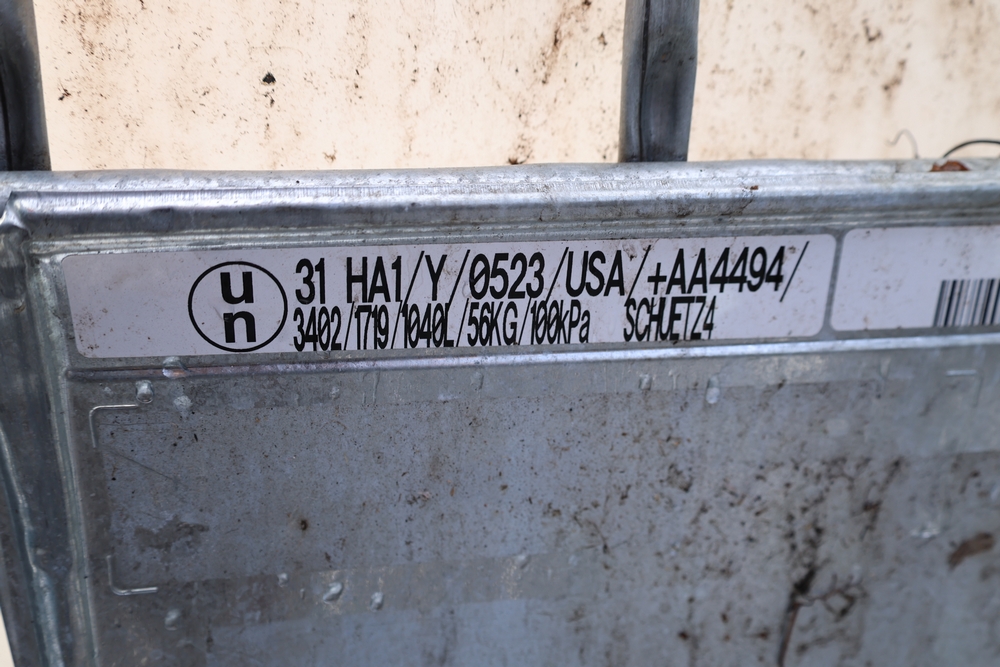 un
31 HA1/Y/0523/USA/+AA4494/
3402/1719/1040L/56KG/100kPa SCHUETZ4